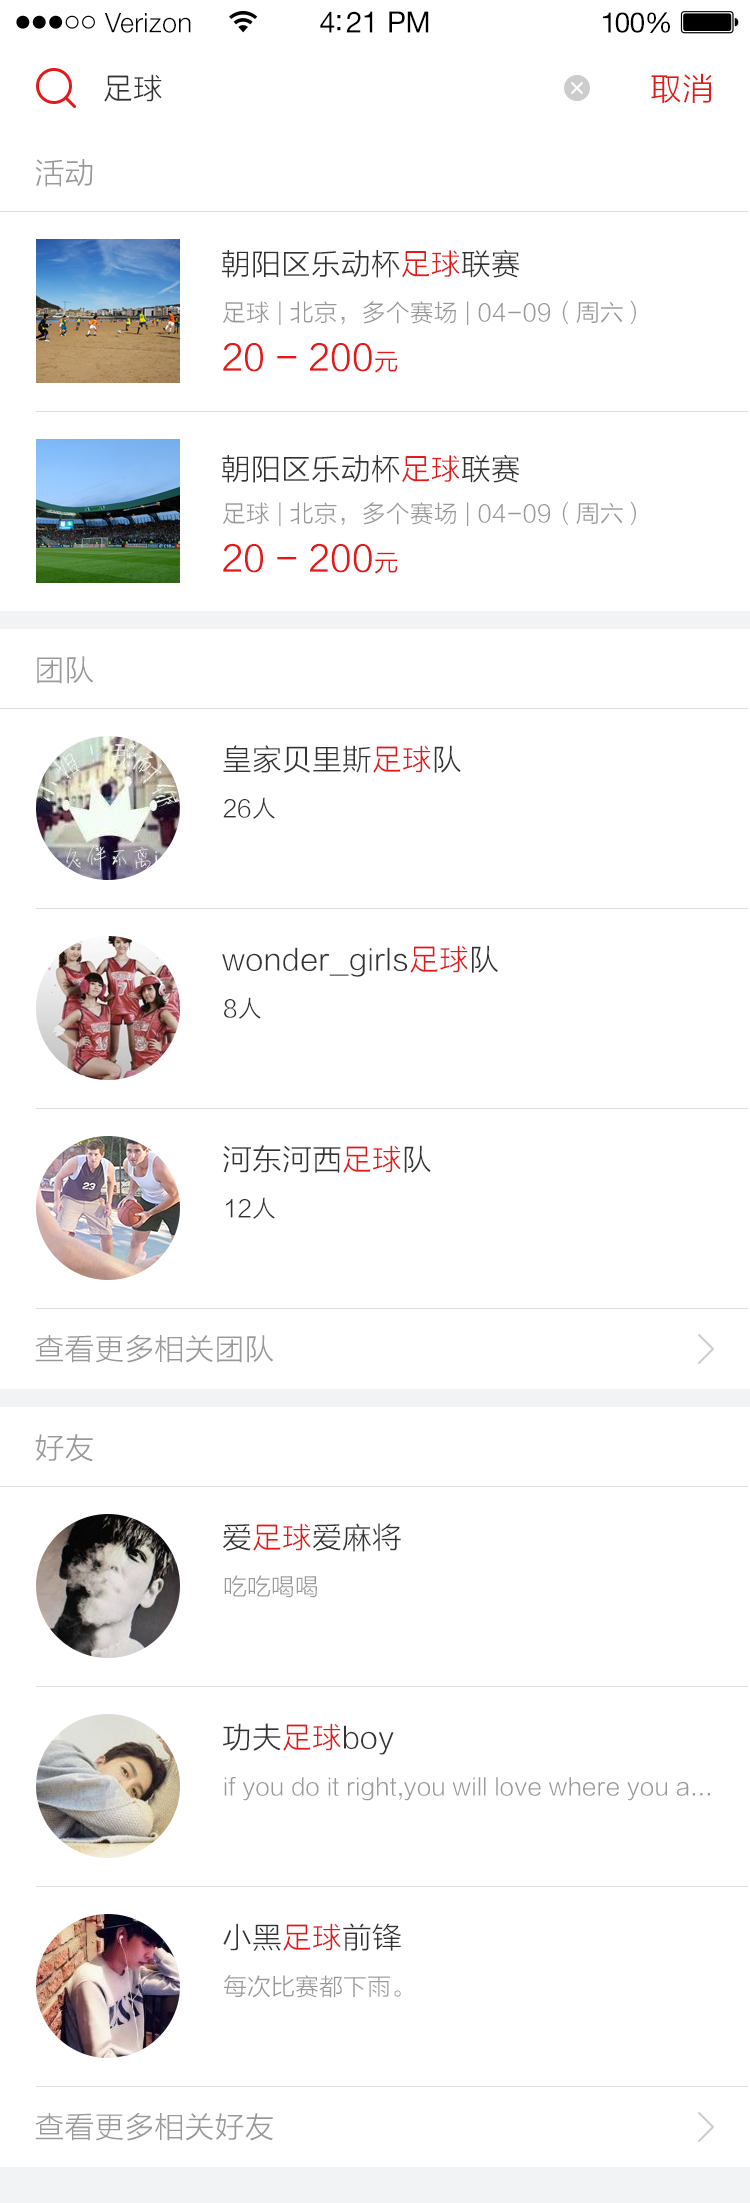 Verizon 4:21 PM 100%
足球 取消
活动
朝阳区乐动杯足球联赛
足球 | 北京，多个赛场 | 04-09（周六）
20 - 200元
朝阳区乐动杯足球联赛
足球 | 北京，多个赛场 | 04-09（周六）
20 - 200元
团队
皇家贝里斯足球队
26人
wonder_girls足球队
8人
河东河西足球队
23
12人
查看更多相关团队
好友
爱足球爱麻将
吃吃喝喝
功夫足球boy
if you do it right,you will love where you a...
小黑足球前锋
每次比赛都下雨。
查看更多相关好友